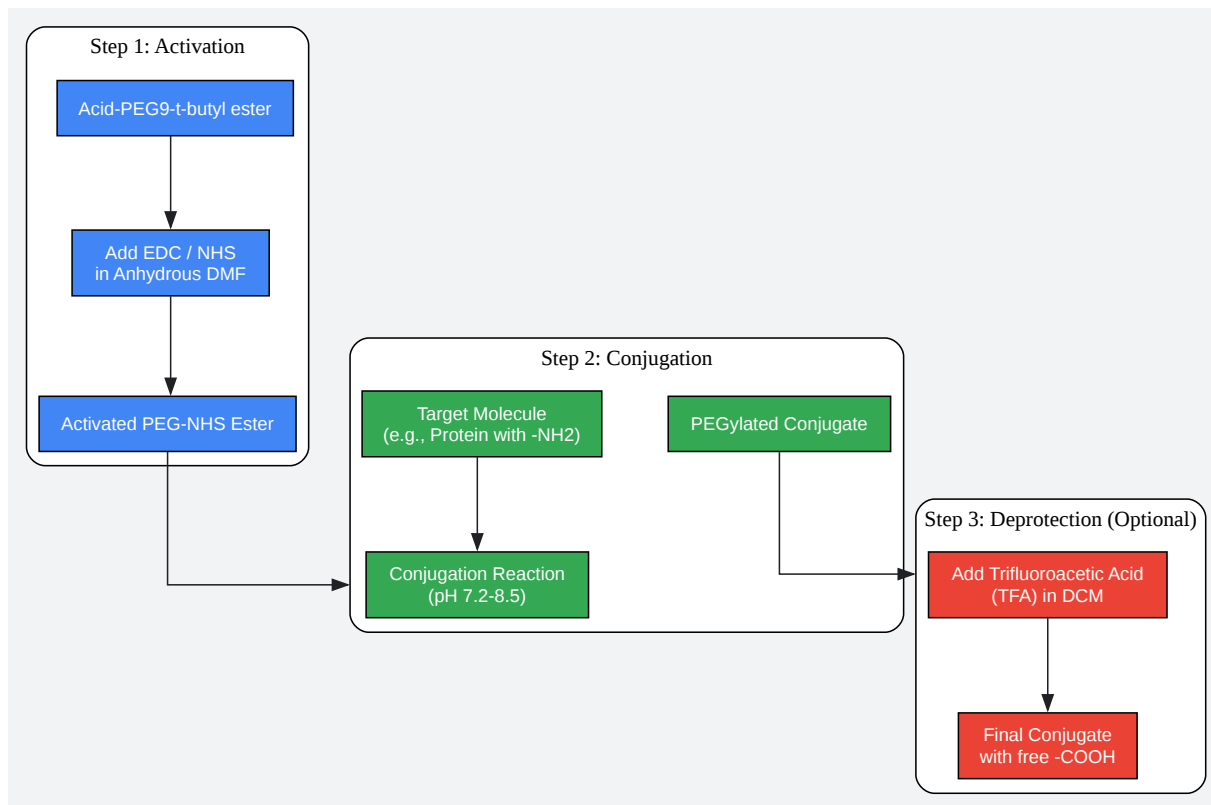 Step 1: Activation
Acid-PEG9-t-butyl ester
Add EDC / NHS
in Anhydrous DMF
Activated PEG-NHS Ester
Step 2: Conjugation
Target Molecule
(e.g., Protein with -NH2)
PEGylated Conjugate
Conjugation Reaction
(pH 7.2-8.5)
Step 3: Deprotection (Optional)
Add Trifluoroacetic Acid
(TFA) in DCM
Final Conjugate
with free -COOH